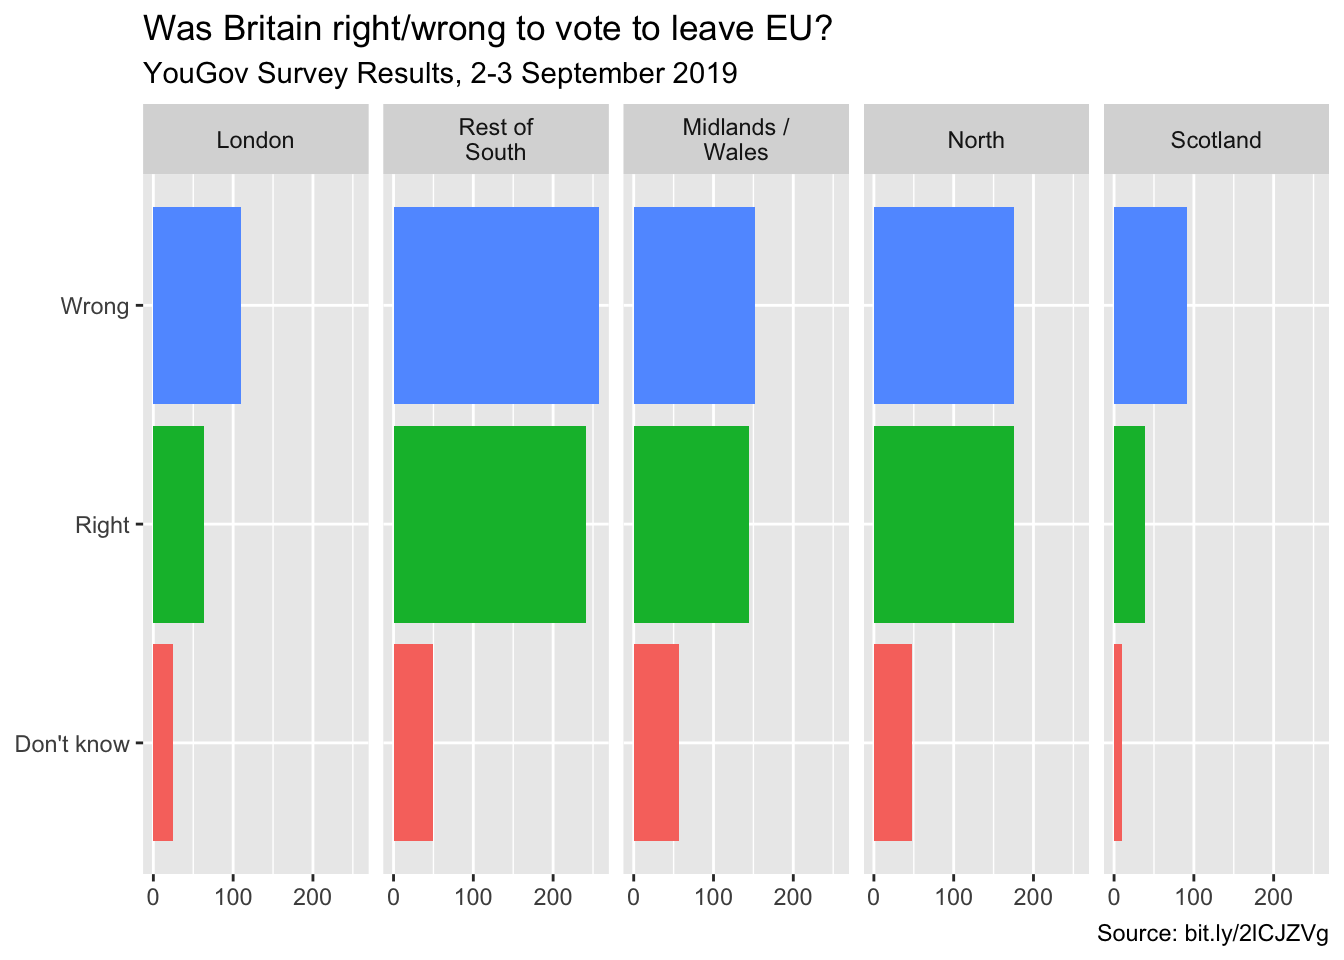 Was Britain right/wrong to vote to leave EU?
YouGov Survey Results, 2-3 September 2019
London
Rest of
South
Midlands /
Wales
North
Scotland
Wrong
Right
Don't know
0 100 200 0 100 200 0 100 200 0 100 200 0 100 200
Source: bit.ly/2lCJZVg